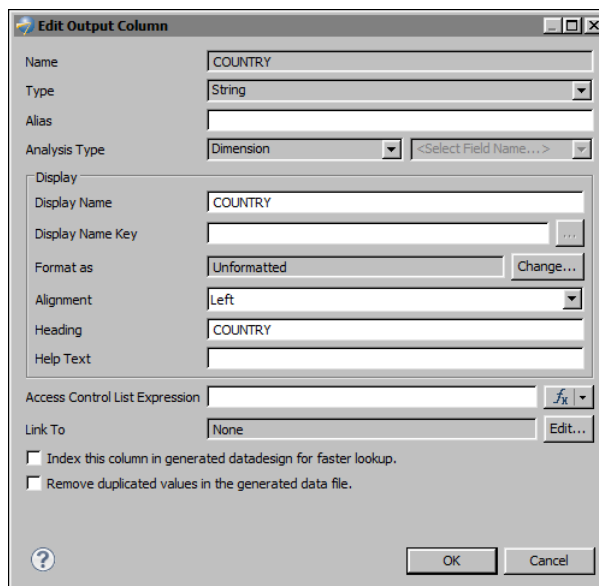 Edit Output Column
Name COUNTRY
Type String
Alias
Analysis Type Dimension <Select Field Name...>
Display
Display Name COUNTRY
Display Name Key ...
Format as Unformatted Change...
Alignment Left
Heading COUNTRY
Help Text
Access Control List Expression fx
Link To None Edit...
Index this column in generated datadesign for faster lookup.
Remove duplicated values in the generated data file.
? OK Cancel